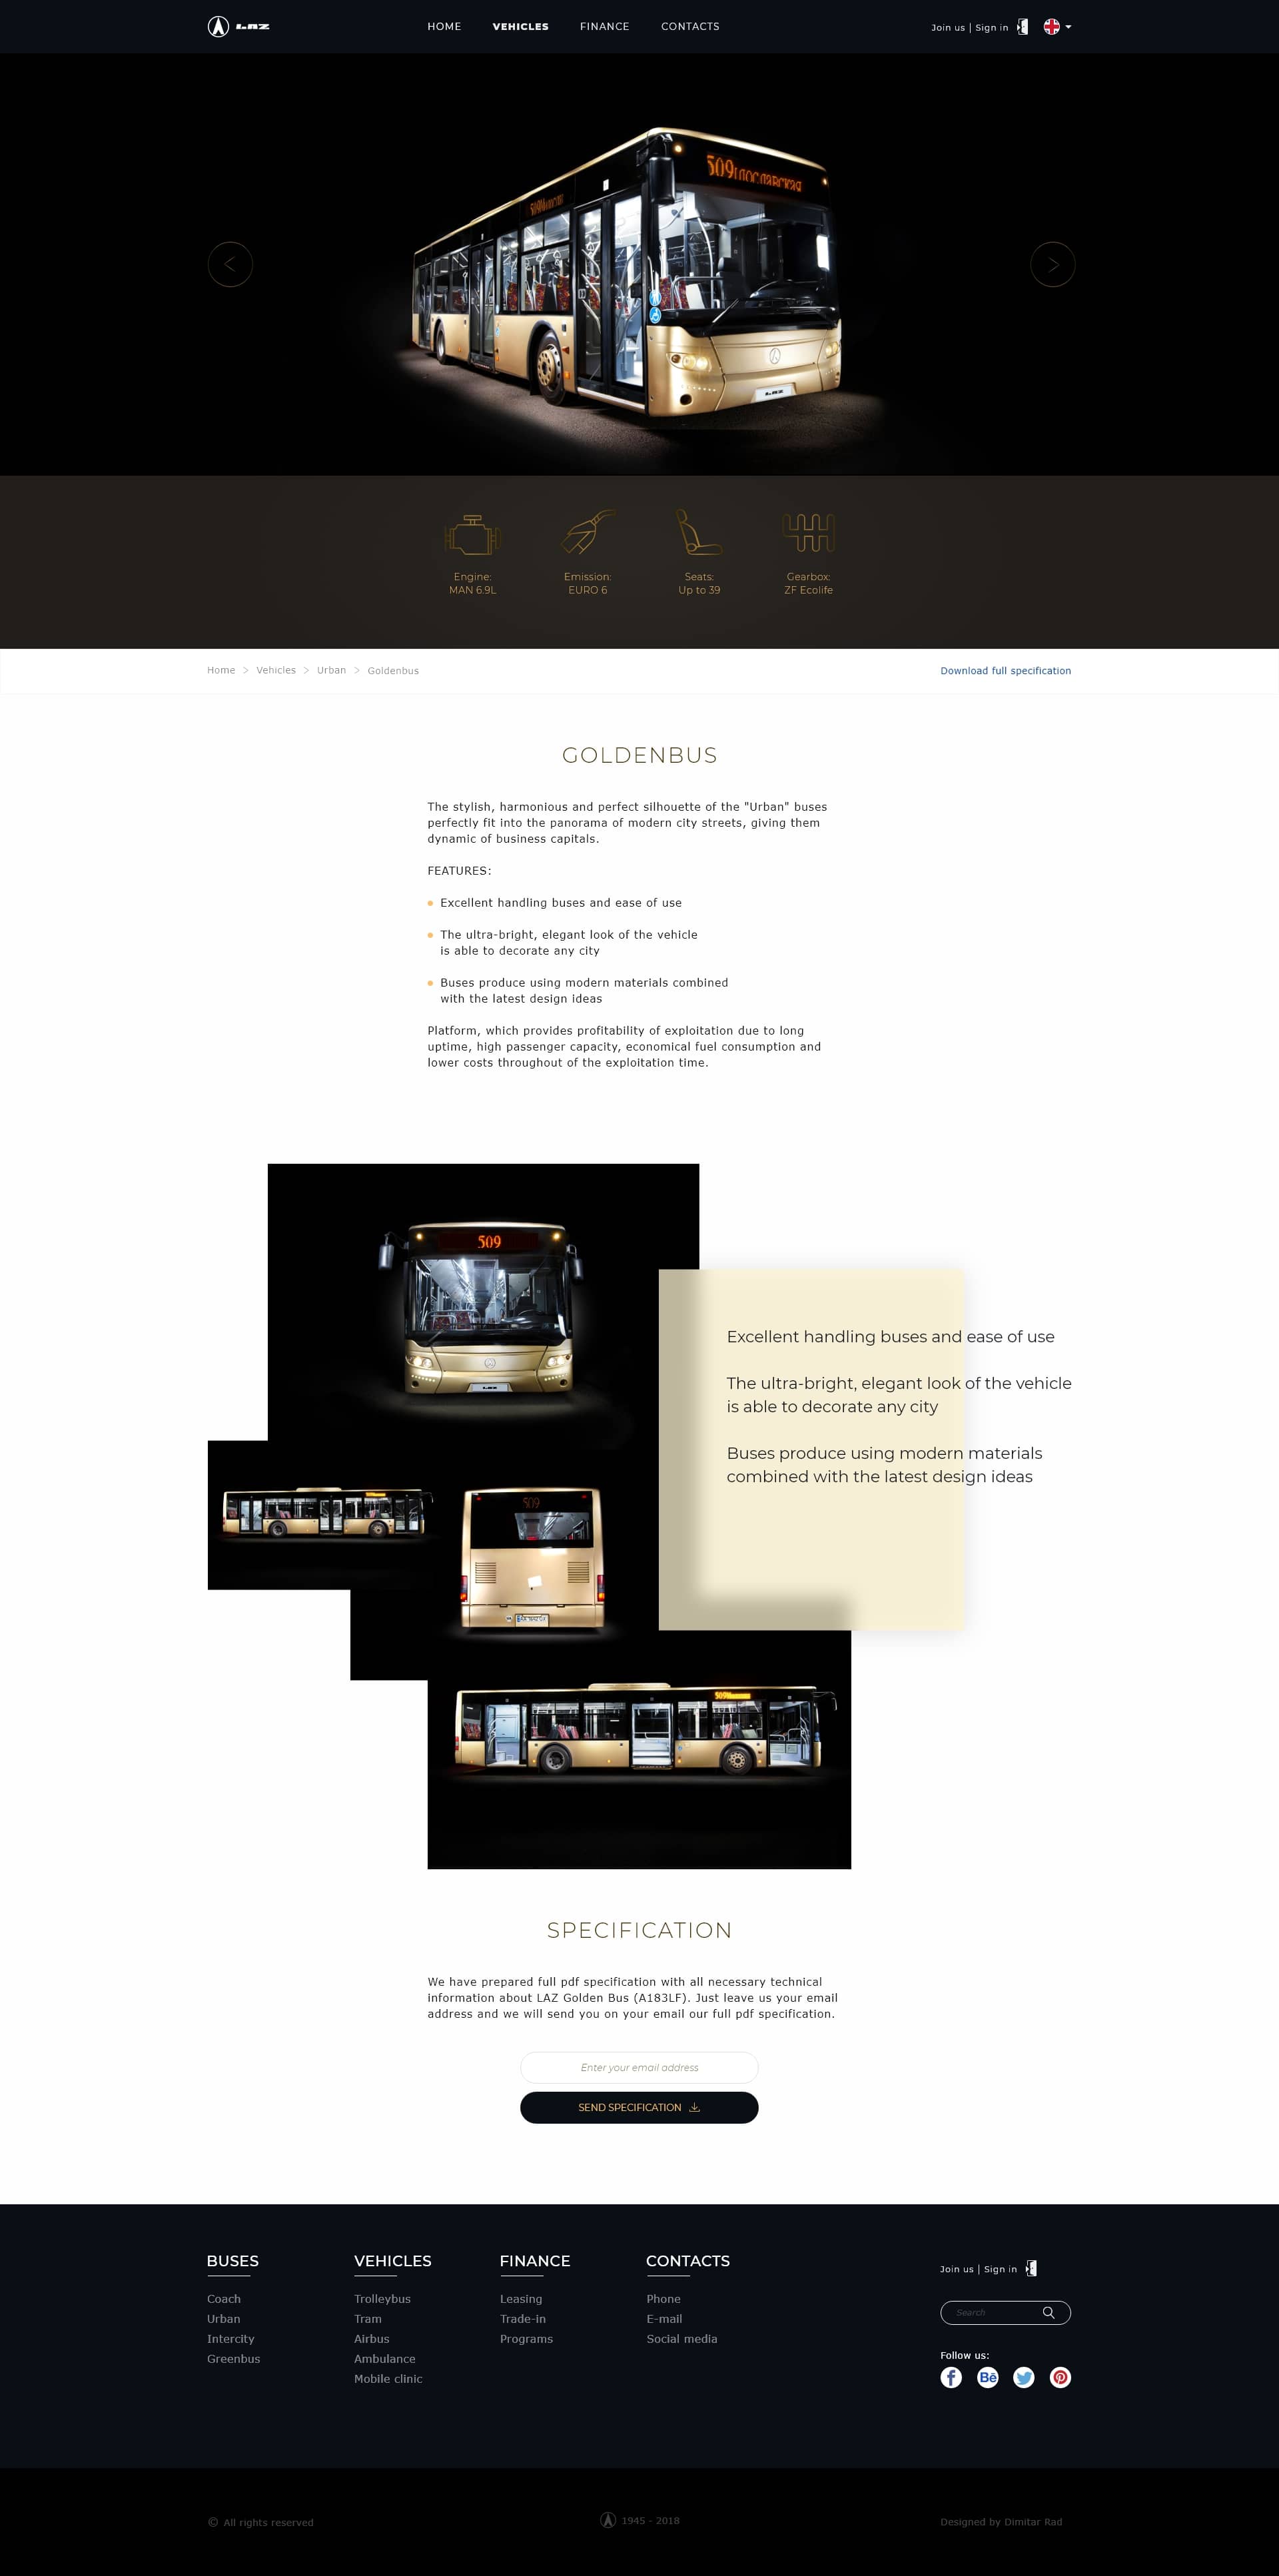 LAZ
HOME
VEHICLES
FINANCE
CONTACTS
Join us | Sign in
509
LAZ
Engine:
MAN 6.9L
Emission:
EURO 6
Seats:
Up to 39
Gearbox:
ZF Ecolife
Home > Vehicles > Urban > Goldenbus
Download full specification
GOLDENBUS
The stylish, harmonious and perfect silhouette of the "Urban" buses
perfectly fit into the panorama of modern city streets, giving them
dynamic of business capitals.
FEATURES:
Excellent handling buses and ease of use
The ultra-bright, elegant look of the vehicle
is able to decorate any city
Buses produce using modern materials combined
with the latest design ideas
Platform, which provides profitability of exploitation due to long
uptime, high passenger capacity, economical fuel consumption and
lower costs throughout of the exploitation time.
509
LAZ
Excellent handling buses and ease of use
The ultra-bright, elegant look of the vehicle
is able to decorate any city
Buses produce using modern materials
combined with the latest design ideas
509
509
SPECIFICATION
We have prepared full pdf specification with all necessary technical
information about LAZ Golden Bus (A183LF). Just leave us your email
address and we will send you on your email our full pdf specification.
Enter your email address
SEND SPECIFICATION
BUSES
Coach
Urban
Intercity
Greenbus
VEHICLES
Trolleybus
Tram
Airbus
Ambulance
Mobile clinic
FINANCE
Leasing
Trade-in
Programs
CONTACTS
Phone
E-mail
Social media
Join us | Sign in
Search
Follow us:
f
Bē
© All rights reserved
1945 - 2018
Designed by Dimitar Rad